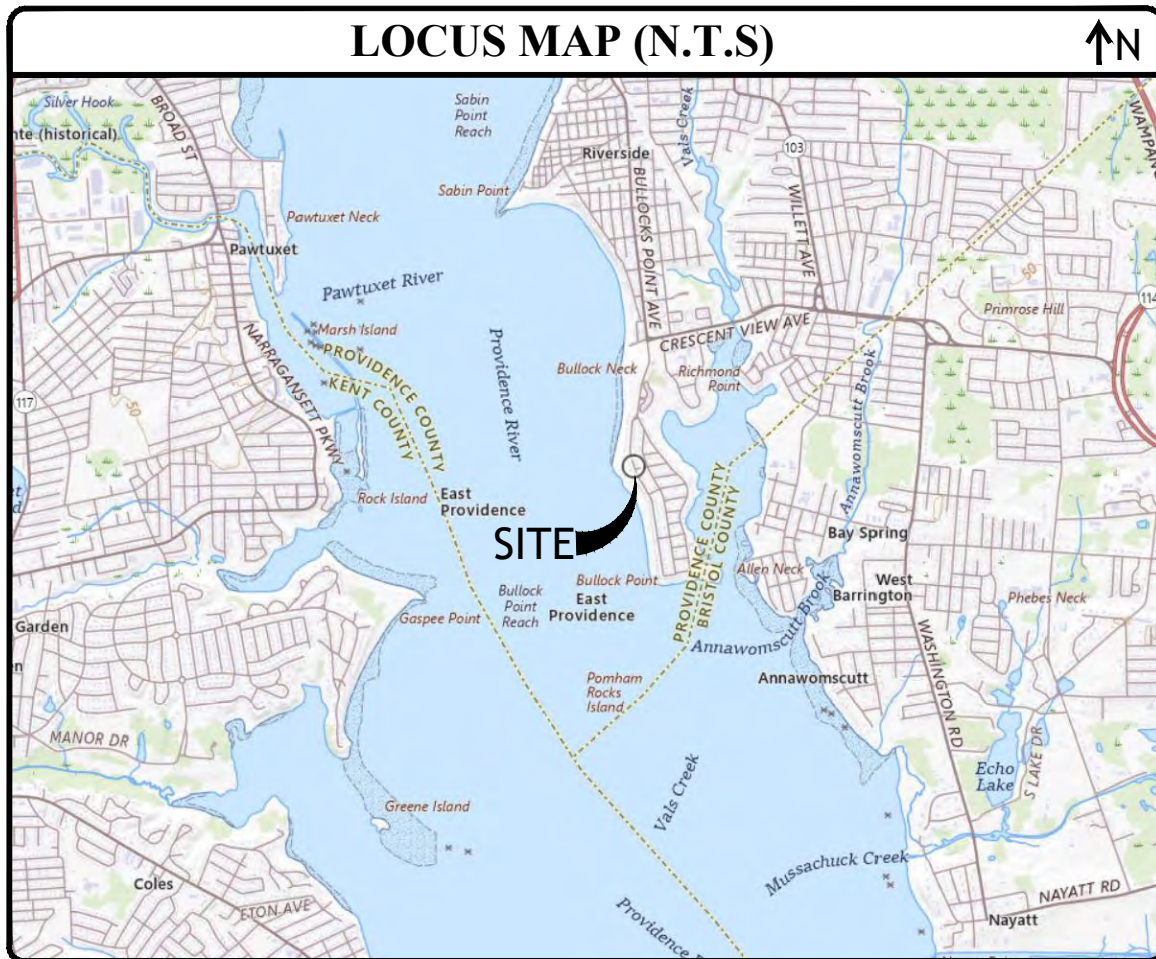 LOCUS MAP (N.T.S)
N
Silver Hook
nte (historical)
BROAD ST
Sabin
Point
Reach
Vals Creek
WAMPAN
Riverside
103
Sabin Point
BULLOCKS POINT AVE
WILLETT AVE
Pawtuxet Neck
Pawtuxet
50
Pawtuxet River
114
Primrose Hill
Marsh Island
CRESCENT VIEW AVE
PROVIDENCE COUNTY
KENT COUNTY
NARRAGANSETT PKWY
Providence River
Bullock Neck
Richmond
Point
Annawomscutt Brook
117
50
Rock Island
East
Providence
SITE
PROVIDENCE COUNTY
BRISTOL COUNTY
Bay Spring
Allen Neck
West
Barrington
Bullock Point
Bullock
Point
Reach
East
Providence
Phebes Neck
Gaspee Point
Garden
Annawomscutt Brook
WASHINGTON RD
Pomham
Rocks
Island
Annawomscutt
MANOR DR
Vals Creek
Echo
Lake
S LAKE DR
Greene Island
Mussachuck Creek
Coles
ETON AVE
NAYATT RD
Nayatt
Providence